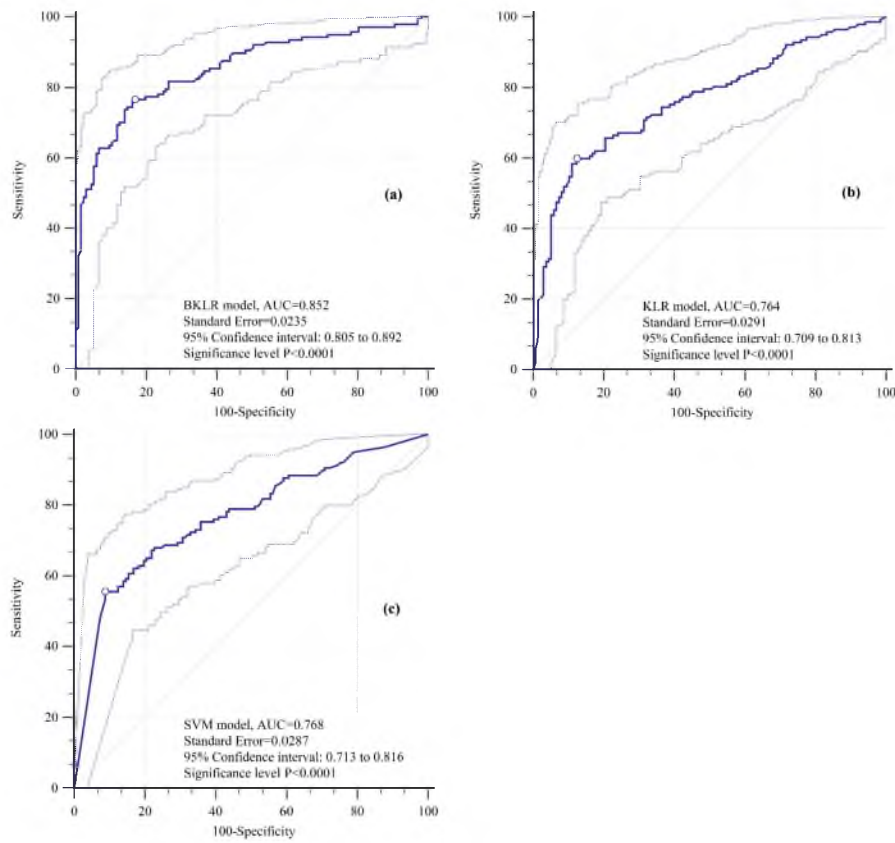 100
80
60
40
20
0
Sensitivity
(a)
BKLR model, AUC=0.852
Standard Error=0.0235
95% Confidence interval: 0.805 to 0.892
Significance level P<0.0001
0 20 40 60 80 100
100-Specificity
100
80
60
40
20
0
Sensitivity
(b)
KLR model, AUC=0.764
Standard Error=0.0291
95% Confidence interval: 0.709 to 0.813
Significance level P<0.0001
0 20 40 60 80 100
100-Specificity
100
80
60
40
20
0
Sensitivity
(c)
SVM model, AUC=0.768
Standard Error=0.0287
95% Confidence interval: 0.713 to 0.816
Significance level P<0.0001
0 20 40 60 80 100
100-Specificity